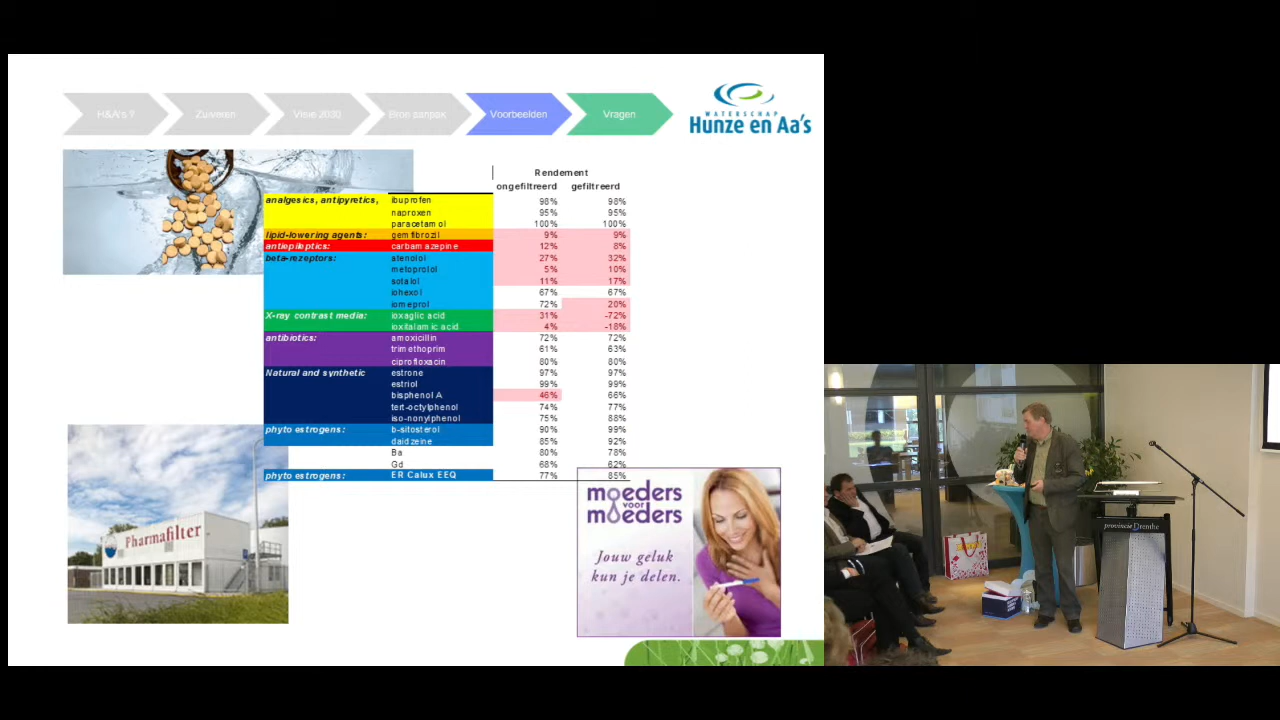 H&A's ? Zuiveren Visie 2030 Bron aanpak Voorbeelden Vragen
WATERSCHAP
Hunze en Aa's
Rendement
ongefiltreerd gefiltreerd
analgesics, antipyretics, ibuprofen 98% 98%
naproxen 95% 95%
paracetamol 100% 100%
lipid-lowering agents: gemfibrozil 9% 9%
antiepileptics: carbamazepine 12% 8%
beta-rezeptors: atenolol 27% 32%
metoprolol 5% 10%
sotalol 11% 17%
iohexol 67% 67%
iomeprol 72% 20%
X-ray contrast media: ioxaglic acid 31% -72%
ioxitalamic acid 4% -18%
antibiotics: amoxicillin 72% 72%
trimethoprim 61% 63%
ciprofloxacin 80% 80%
Natural and synthetic estrone 97% 97%
estriol 99% 99%
bisphenol A 46% 66%
tert-octylphenol 74% 77%
iso-nonylphenol 75% 88%
phyto estrogens: b-sitosterol 90% 99%
daidzeine 85% 92%
Ba 80% 78%
Gd 68% 62%
phyto estrogens: ER Calux EEQ 77% 85%
Pharmafilter
moeders
voor
moeders
Jouw geluk
kun je delen.
provincie Drenthe